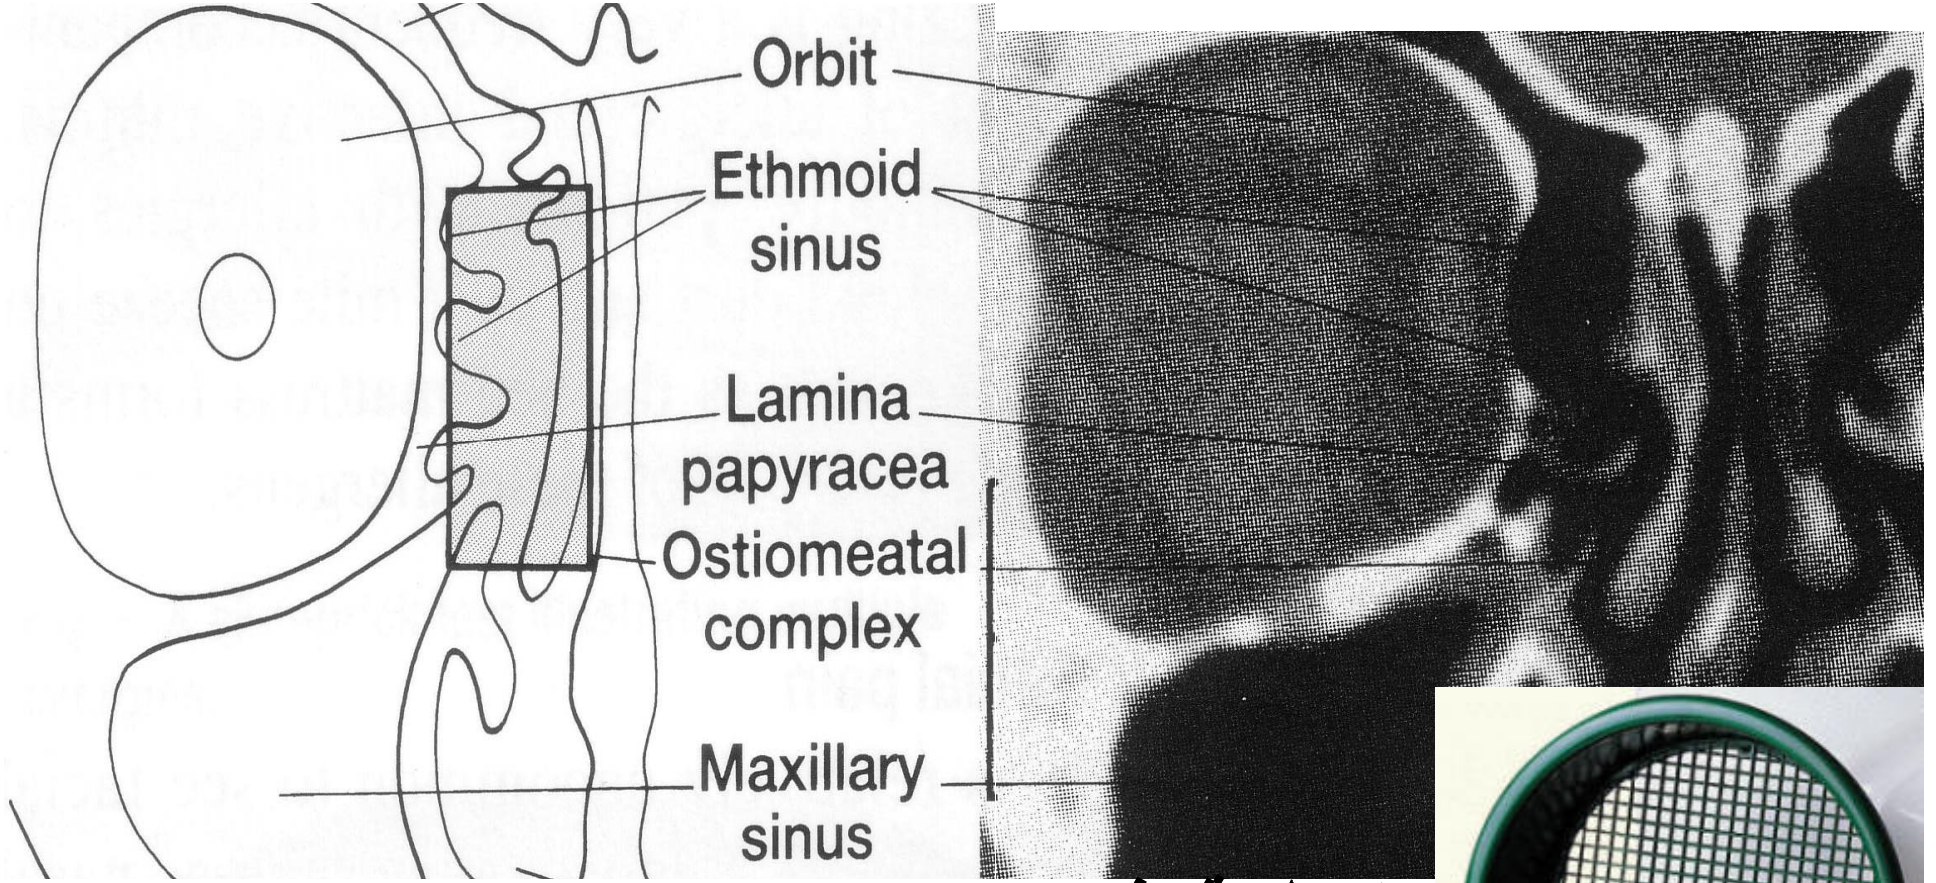 Orbit
Ethmoid
sinus
Lamina
papyracea
Ostiomeatal
complex
Maxillary
sinus